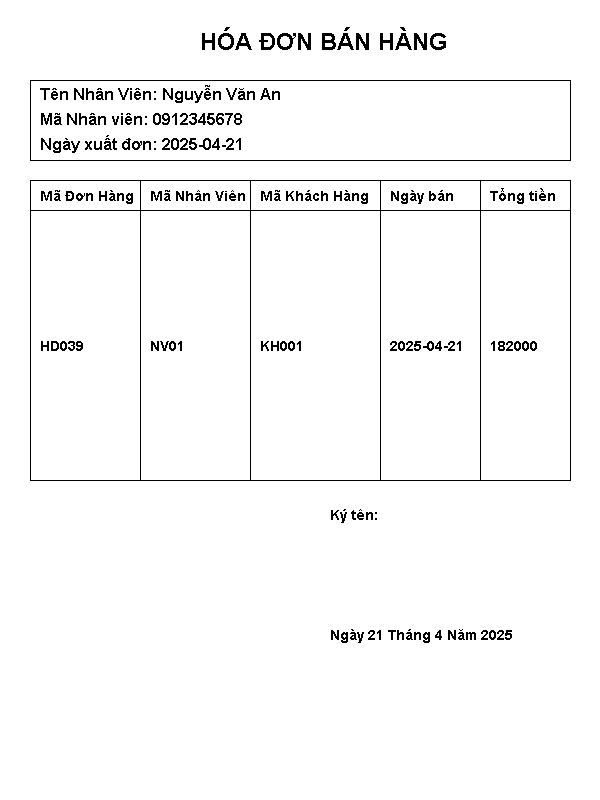 HÓA ĐƠN BÁN HÀNG
Tên Nhân Viên: Nguyễn Văn An
Mã Nhân viên: 0912345678
Ngày xuất đơn: 2025-04-21
Mã Đơn Hàng Mã Nhân Viên Mã Khách Hàng Ngày bán Tổng tiền
HD039 NV01 KH001 2025-04-21 182000
Ký tên:
Ngày 21 Tháng 4 Năm 2025